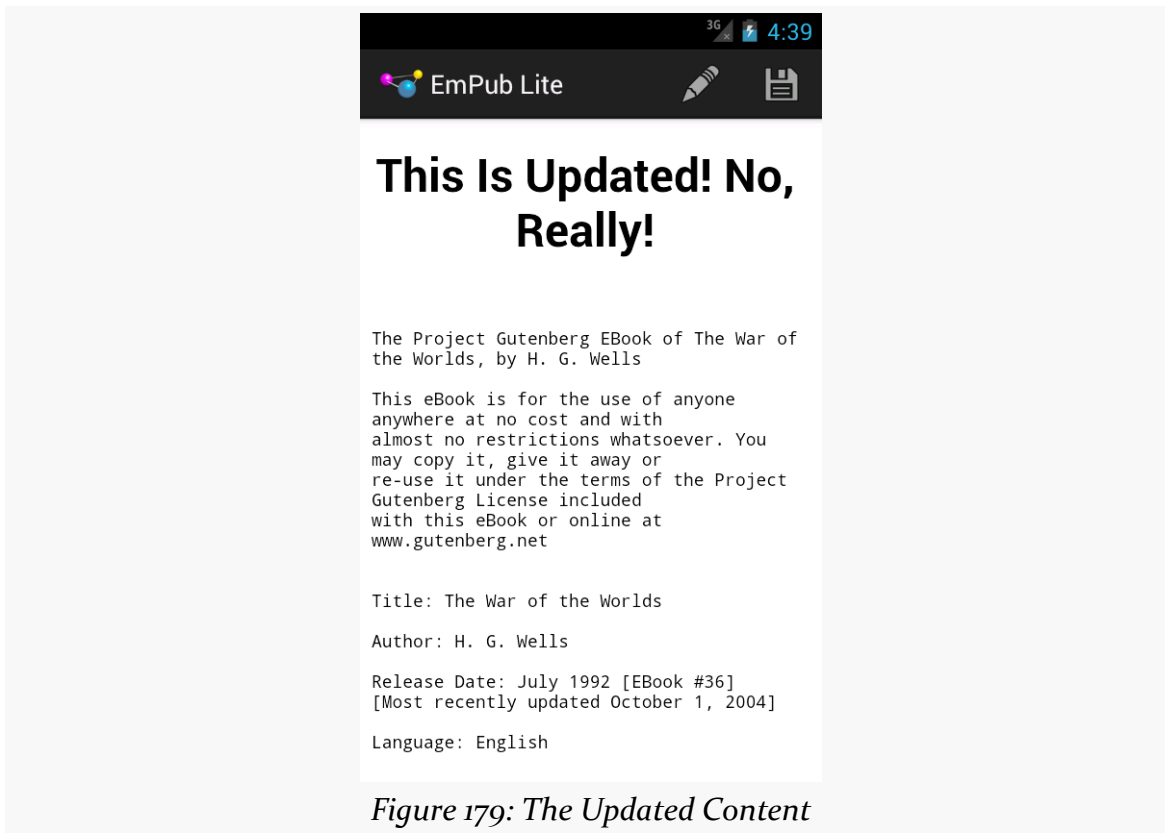 3G 4:39
EmPub Lite
This Is Updated! No,
Really!
The Project Gutenberg EBook of The War of
the Worlds, by H. G. Wells
This eBook is for the use of anyone
anywhere at no cost and with
almost no restrictions whatsoever. You
may copy it, give it away or
re-use it under the terms of the Project
Gutenberg License included
with this eBook or online at
www.gutenberg.net
Title: The War of the Worlds
Author: H. G. Wells
Release Date: July 1992 [EBook #36]
[Most recently updated October 1, 2004]
Language: English
Figure 179: The Updated Content